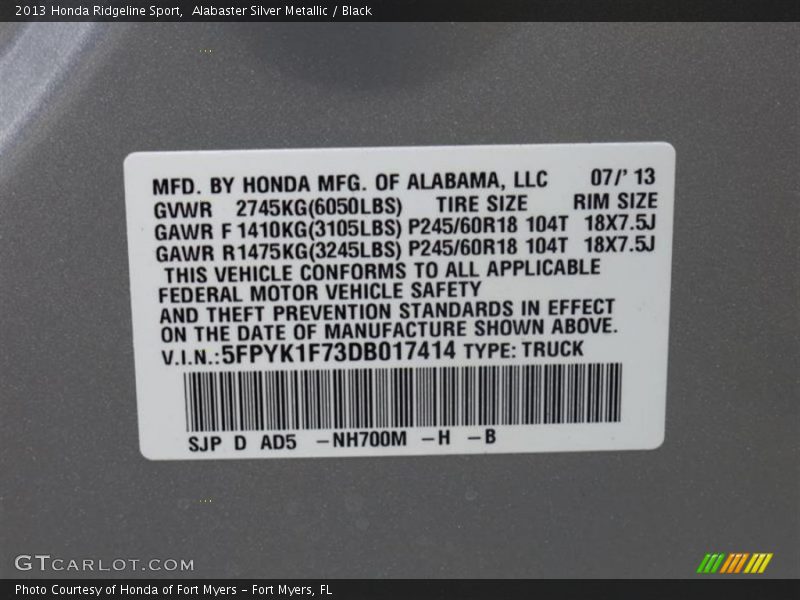 2013 Honda Ridgeline Sport,  Alabaster Silver Metallic / Black
MFD. BY HONDA MFG. OF ALABAMA, LLC 07/' 13
GVWR 2745KG(6050LBS) TIRE SIZE RIM SIZE
GAWR F 1410KG(3105LBS) P245/60R18 104T 18X7.5J
GAWR R1475KG(3245LBS) P245/60R18 104T 18X7.5J
THIS VEHICLE CONFORMS TO ALL APPLICABLE
FEDERAL MOTOR VEHICLE SAFETY
AND THEFT PREVENTION STANDARDS IN EFFECT
ON THE DATE OF MANUFACTURE SHOWN ABOVE.
V.I.N.:5FPYK1F73DB017414 TYPE: TRUCK
SJP D AD5 -NH700M -H -B
GTCARLOT.COM
Photo Courtesy of Honda of Fort Myers - Fort Myers, FL